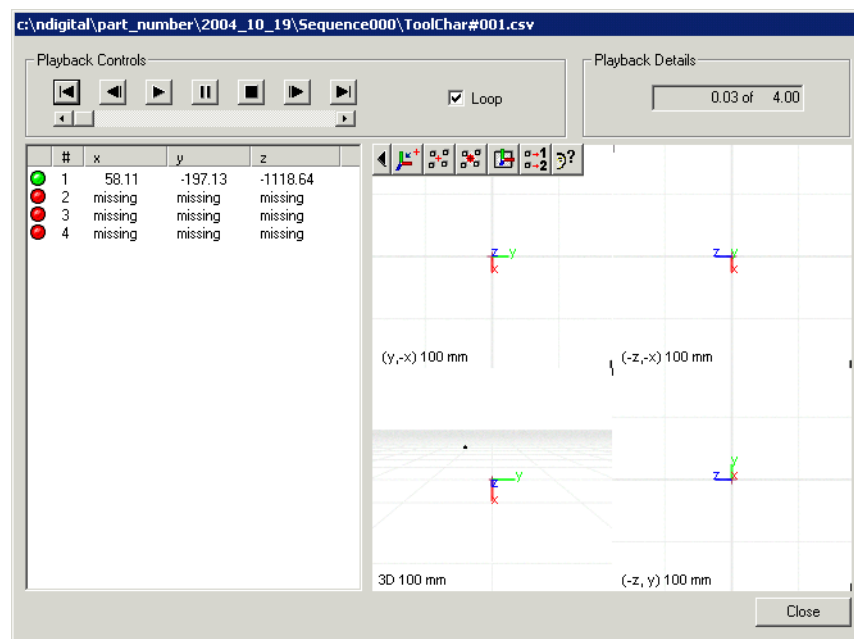 c:\ndigital\part_number\2004_10_19\Sequence000\ToolChar#001.csv
Playback Controls
Loop
Playback Details
0.03 of 4.00
# x y z
1 58.11 -197.13 -1118.64
2 missing missing missing
3 missing missing missing
4 missing missing missing
1
2
?
z y
x
z y
x
(y,-x) 100 mm
(-z,-x) 100 mm
y
z
x
y
z x
3D 100 mm
(-z, y) 100 mm
Close